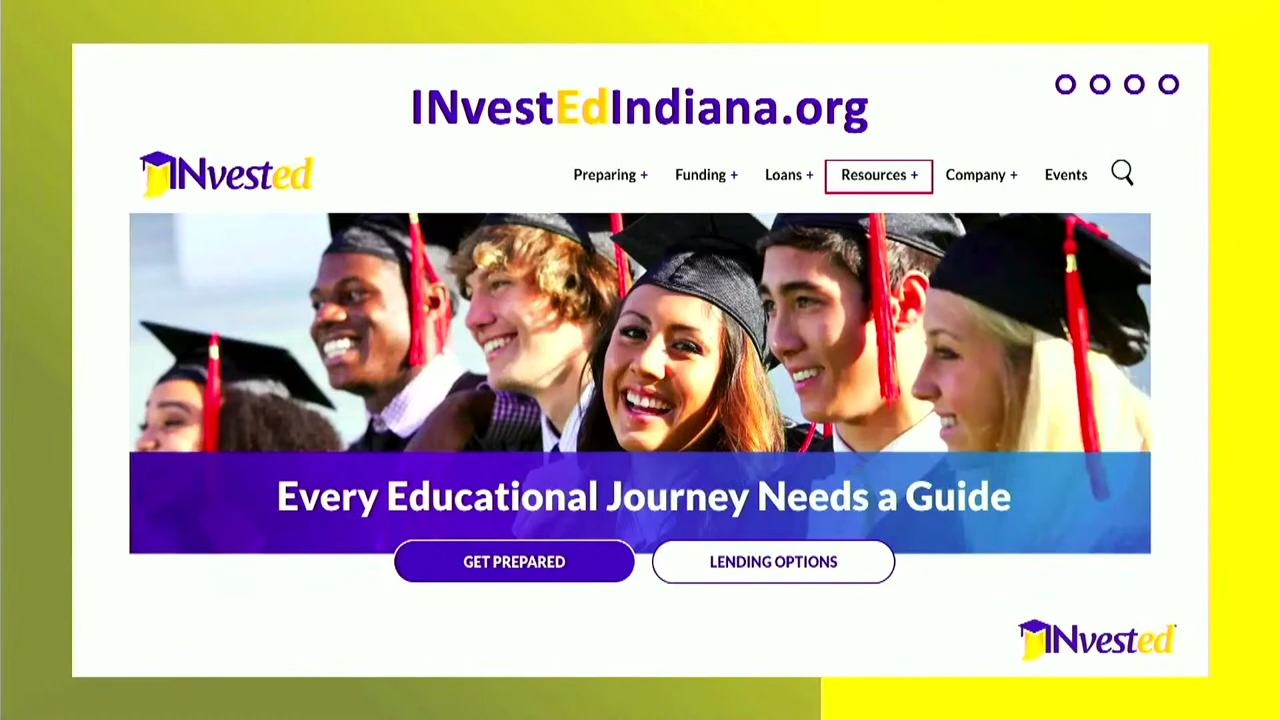 INvestEdIndiana.org
INvested
Preparing + Funding + Loans + Resources + Company + Events
Every Educational Journey Needs a Guide
GET PREPARED LENDING OPTIONS
INvested